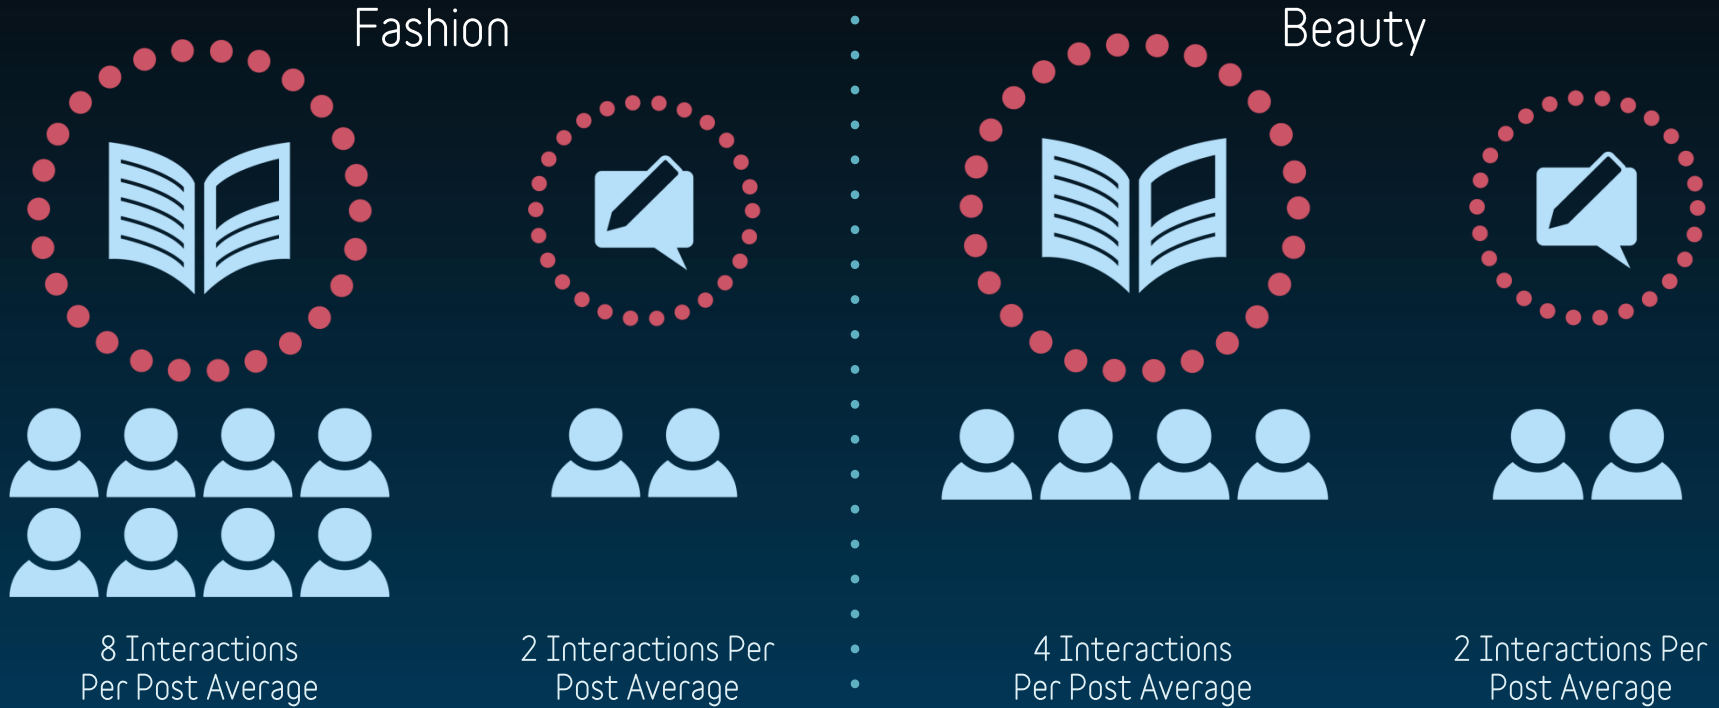 Fashion
8 Interactions
Per Post Average
2 Interactions Per
Post Average
Beauty
4 Interactions
Per Post Average
2 Interactions Per
Post Average